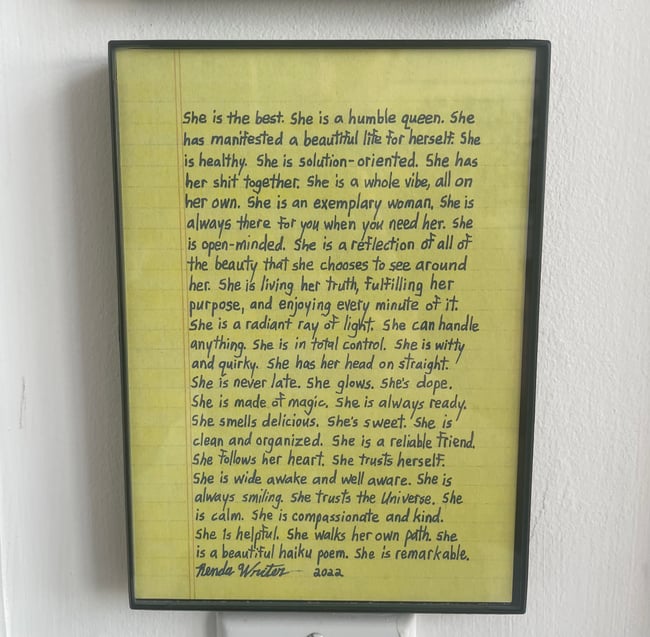 She is the best. She is a humble queen. She
has manifested a beautiful life for herself. She
is healthy. She is solution-oriented. She has
her shit together. She is a whole vibe, all on
her own. She is an exemplary woman. She is
always there for you when you need her. She
is open-minded. She is a reflection of all of
the beauty that she chooses to see around
her. She is living her truth, fulfilling her
purpose, and enjoying every minute of it.
She is a radiant ray of light. She can handle
anything. She is in total control. She is witty
and quirky. She has her head on straight.
She is never late. She glows. She's dope.
She is made of magic. She is always ready.
She smells delicious. She's sweet. She is
clean and organized. She is a reliable friend.
She follows her heart. She trusts herself.
She is wide awake and well aware. She is
always smiling. She trusts the Universe. She
is calm. She is compassionate and kind.
She is helpful. She walks her own path. She
is a beautiful haiku poem. She is remarkable.
Renda Writer 2022